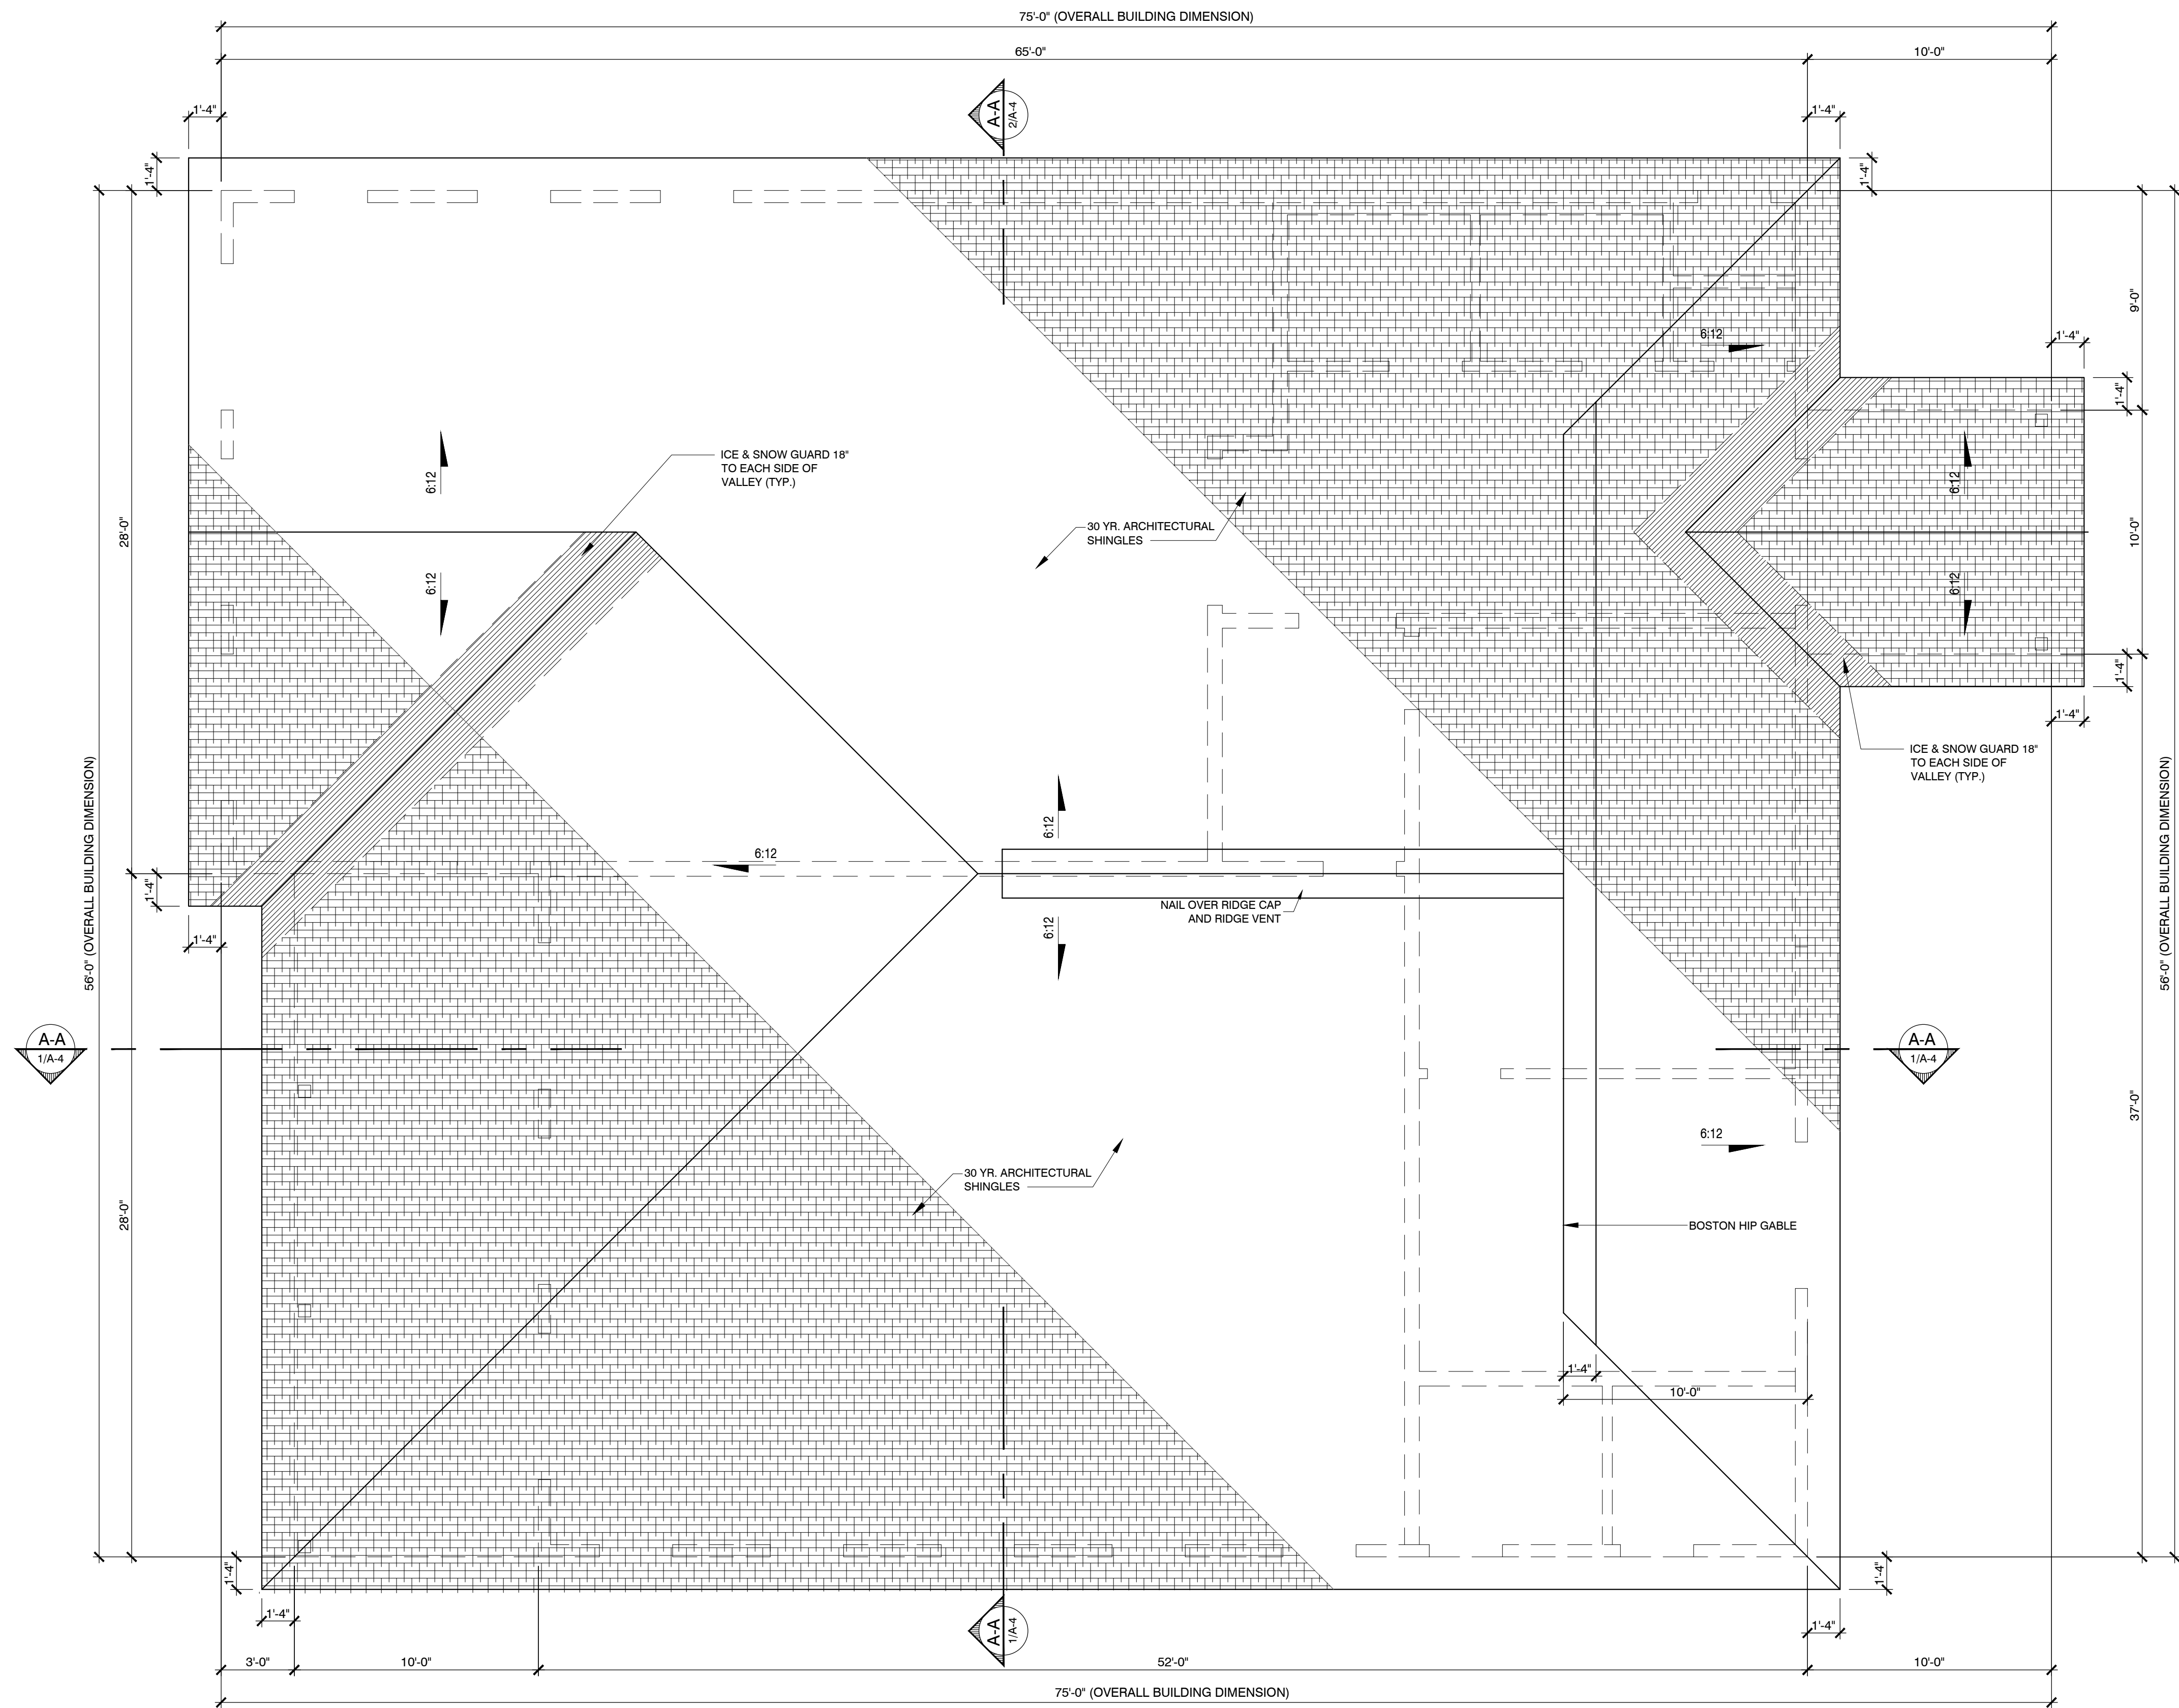 75'-0" (OVERALL BUILDING DIMENSION)
65'-0"
10'-0"
1'-4"
A-A
2/A-4
1'-4"
1'-4"
1'-4"
6:12
9'-0"
1'-4"
1'-4"
6:12
ICE & SNOW GUARD 18"
TO EACH SIDE OF
VALLEY (TYP.)
6:12
28'-0"
30 YR. ARCHITECTURAL
SHINGLES
10'-0"
6:12
6:12
1'-4"
1'-4"
ICE & SNOW GUARD 18"
TO EACH SIDE OF
VALLEY (TYP.)
56'-0" (OVERALL BUILDING DIMENSION)
56'-0" (OVERALL BUILDING DIMENSION)
6:12
6:12
1'-4"
NAIL OVER RIDGE CAP
AND RIDGE VENT
6:12
1'-4"
A-A
1/A-4
A-A
1/A-4
37'-0"
6:12
30 YR. ARCHITECTURAL
SHINGLES
28'-0"
BOSTON HIP GABLE
1'-4"
10'-0"
1'-4"
1'-4"
1'-4"
A-A
1/A-4
1'-4"
3'-0"
10'-0"
52'-0"
10'-0"
75'-0" (OVERALL BUILDING DIMENSION)